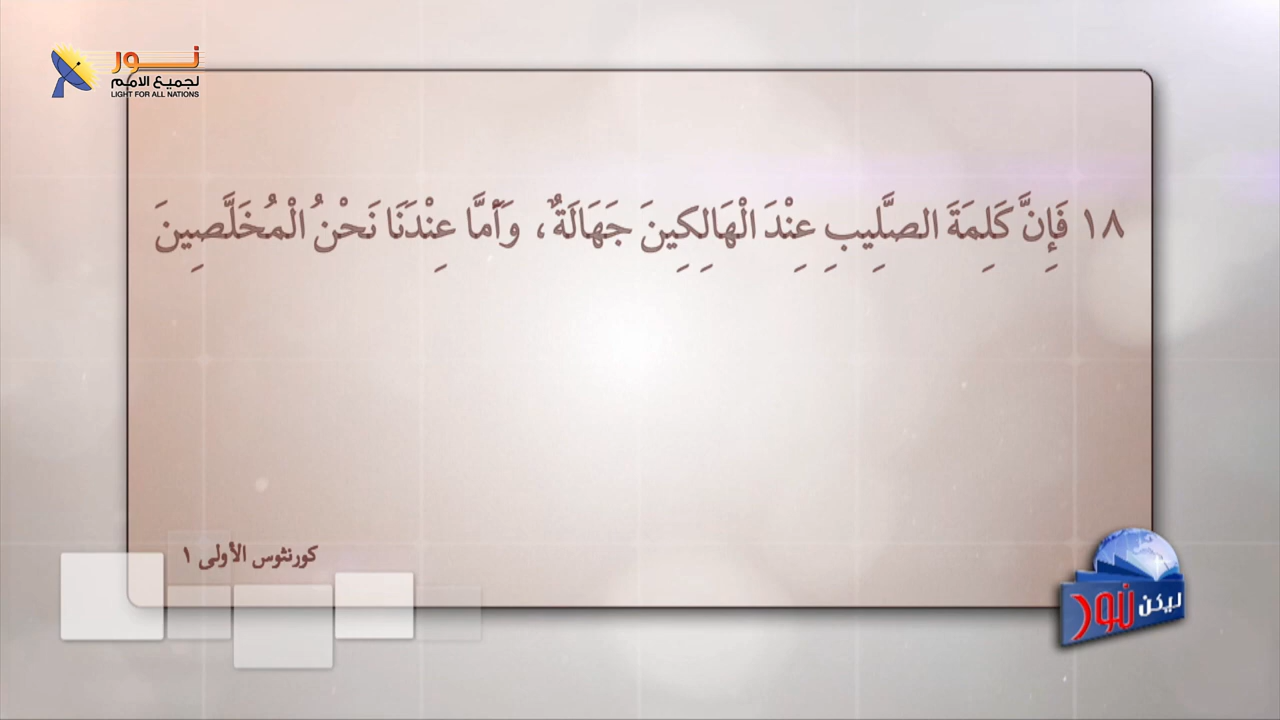 نور
لجميع الامم
LIGHT FOR ALL NATIONS
١٨ فَإِنَّ كَلِمَةَ الصَّلِيبِ عِنْدَ الْهَالِكِينَ جَهَالَةٌ، وَأَمَّا عِنْدَنَا نَحْنُ الْمُخَلَّصِينَ
كورنثوس الأولى ١
ليكن نور